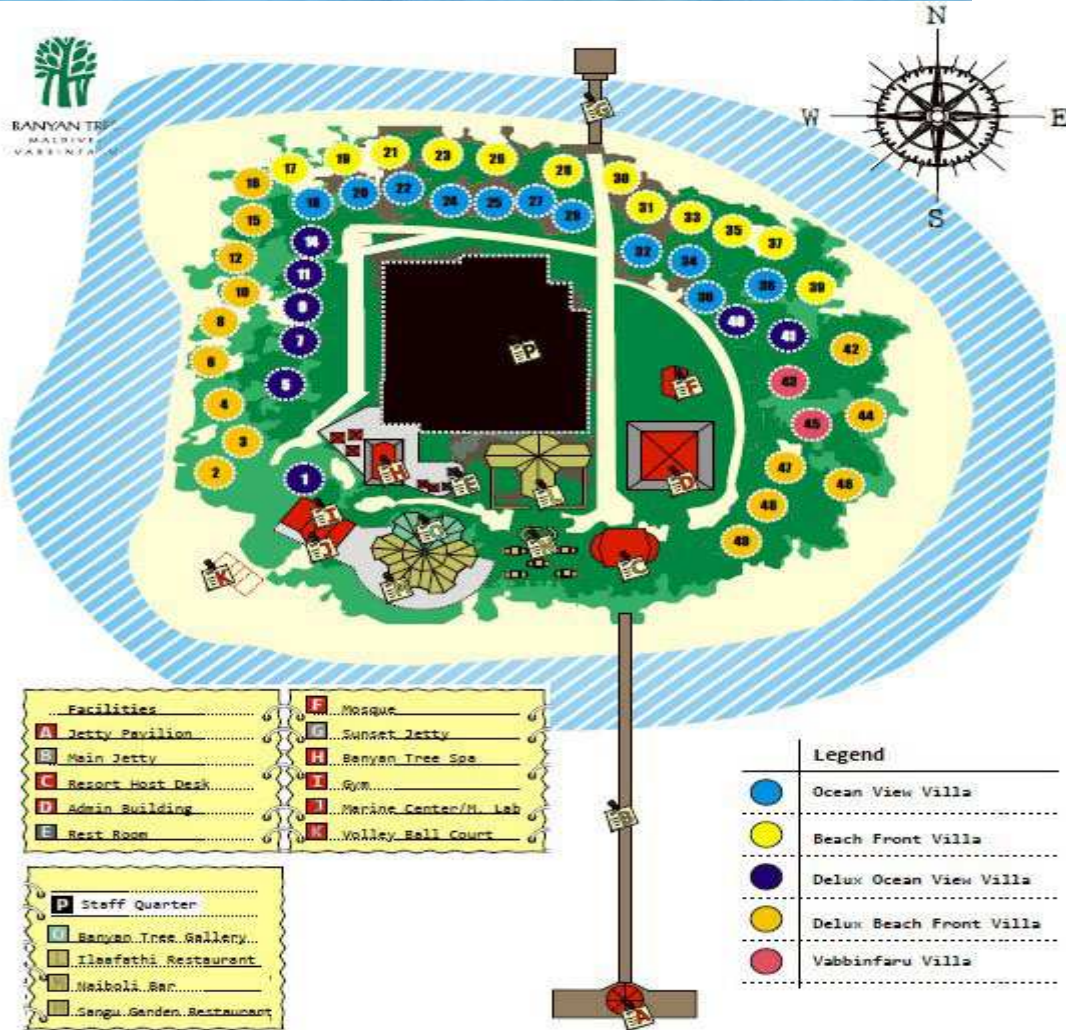 N
W E
S
BANYAN TREE
MALDIVES
VABBINFARU
G
17 19 21 23 26 28 30
16 18 20 22 24 25 27 28
15 31 33 35 37
14
12 11 32 34 38 39
10 9 36
8 7 40 41 42
6 P
5 F 43
4 45 44
3
2 1 H E L D 47 46
I 48
J O C 49
K
B
A
Facilities
A Jetty Pavilion
B Main Jetty
C Resort Host Desk
D Admin Building
E Rest Room
F Mosque
G Sunset Jetty
H Banyan Tree Spa
I Gym
J Marine Center/M. Lab
K Volley Ball Court
P Staff Quarter
O Banyan Tree Gallery
Ilaafathi Restaurant
Naiboli Bar
Sangu Garden Restaurant
Legend
Ocean View Villa
Beach Front Villa
Delux Ocean View Villa
Delux Beach Front Villa
Vabbinfaru Villa